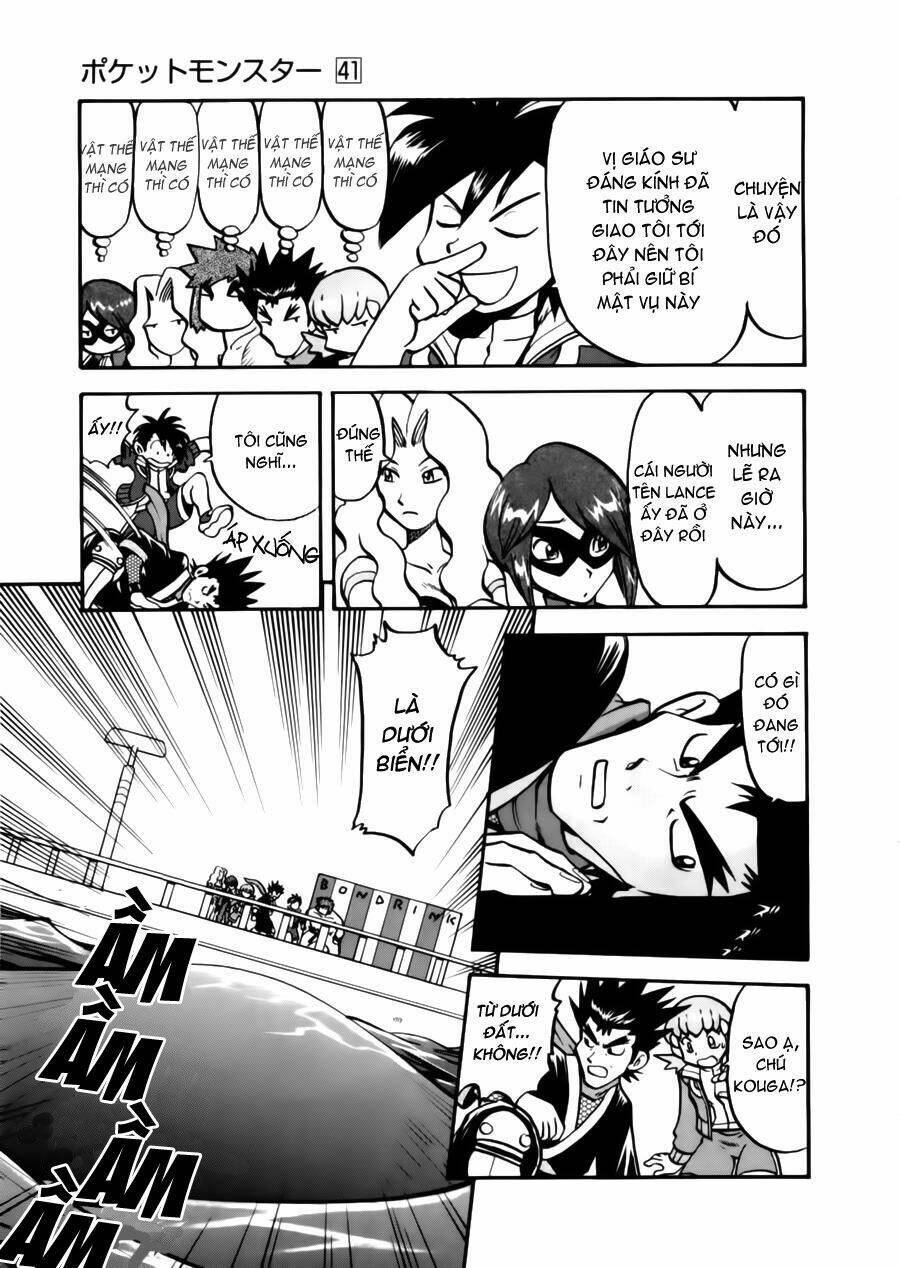 ポケットモンスター 41
CHUYỆN
LÀ VẬY
ĐÓ
VỊ GIÁO SƯ
ĐÁNG KÍNH ĐÃ
TIN TƯỞNG
GIAO TÔI TỚI
ĐÂY NÊN TÔI
PHẢI GIỮ BÍ
MẬT VỤ NÀY
VẬT THẾ
MẠNG
THÌ CÓ
VẬT THẾ
MẠNG
THÌ CÓ
VẬT THẾ
MẠNG
THÌ CÓ
VẬT THẾ
MẠNG
THÌ CÓ
VẬT THẾ
MẠNG
THÌ CÓ
NHƯNG
LẼ RA
GIỜ
NÀY...
CÁI NGƯỜI
TÊN LANCE
ẤY ĐÃ Ở
ĐÂY RỒI
ĐÚNG
THẾ
TÔI CŨNG
NGHĨ...
ẤY!!
ÁP XUỐNG
CÓ GÌ
ĐÓ
ĐANG
TỚI!!
SAO Ạ,
CHÚ
KOUGA!?
TỪ DƯỚI
ĐẤT...
KHÔNG!!
LÀ
DƯỚI
BIỂN!!
BONDRINK
ẦM
ẦM
ẦM
ẦM